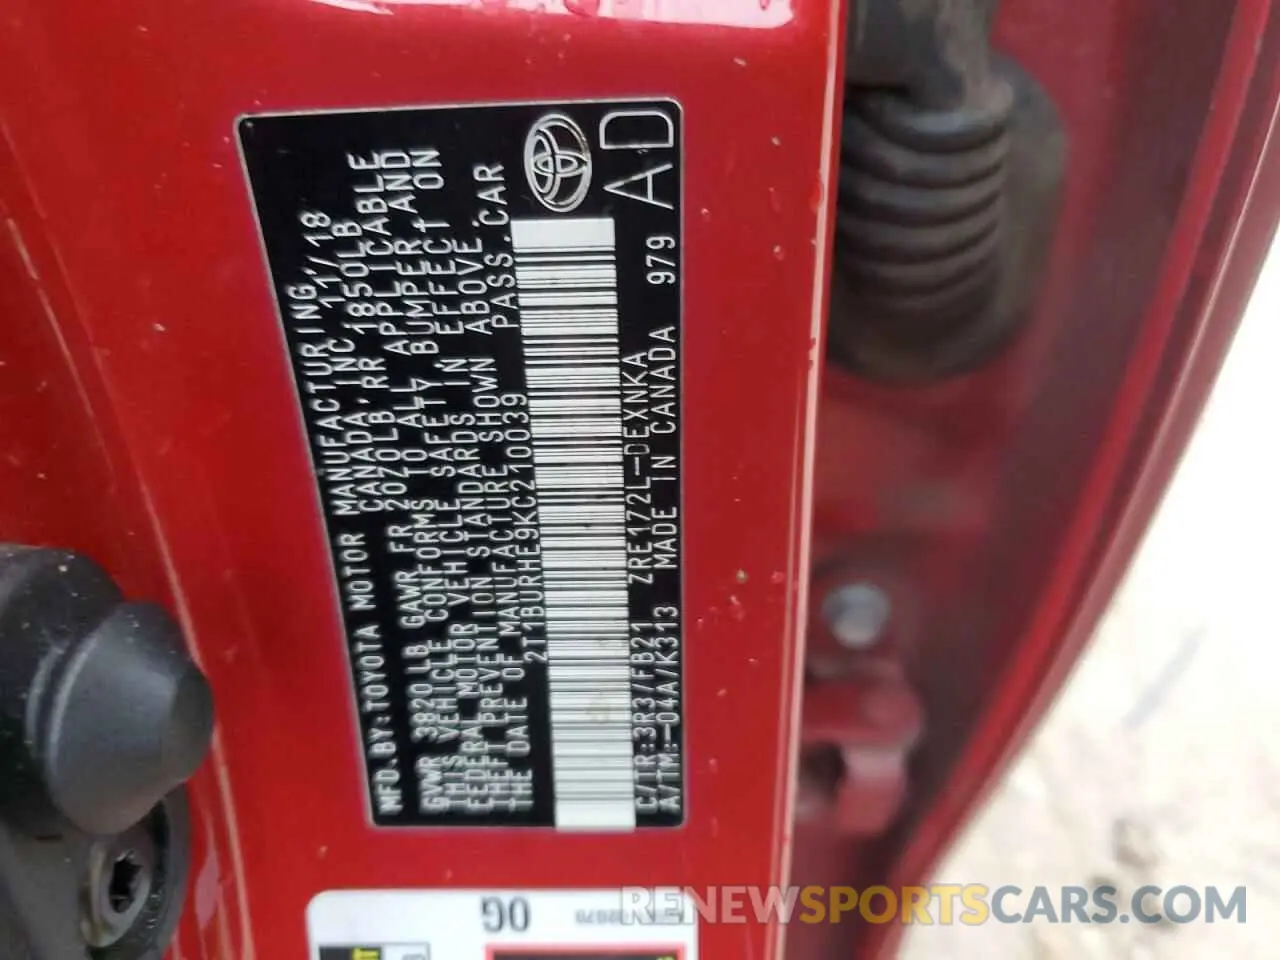 MFD.BY:TOYOTA MOTOR MANUFACTURING,
CANADA, INC. 11/18
GVWR 3820LB GAWR FR 2020LB RR 1850LB
THIS VEHICLE CONFORMS TO ALL APPLICABLE
FEDERAL MOTOR VEHICLE SAFETY, BUMPER, AND
THEFT PREVENTION STANDARDS IN EFFECT ON
THE DATE OF MANUFACTURE SHOWN ABOVE.
2T1BURHE9KC210039 PASS.CAR
C/TR:3R3/FB21 ZRE172L-DEXNKA
A/TM:-04A/K313 MADE IN CANADA 979 AD
0G
RENEWSPORTSCARS.COM